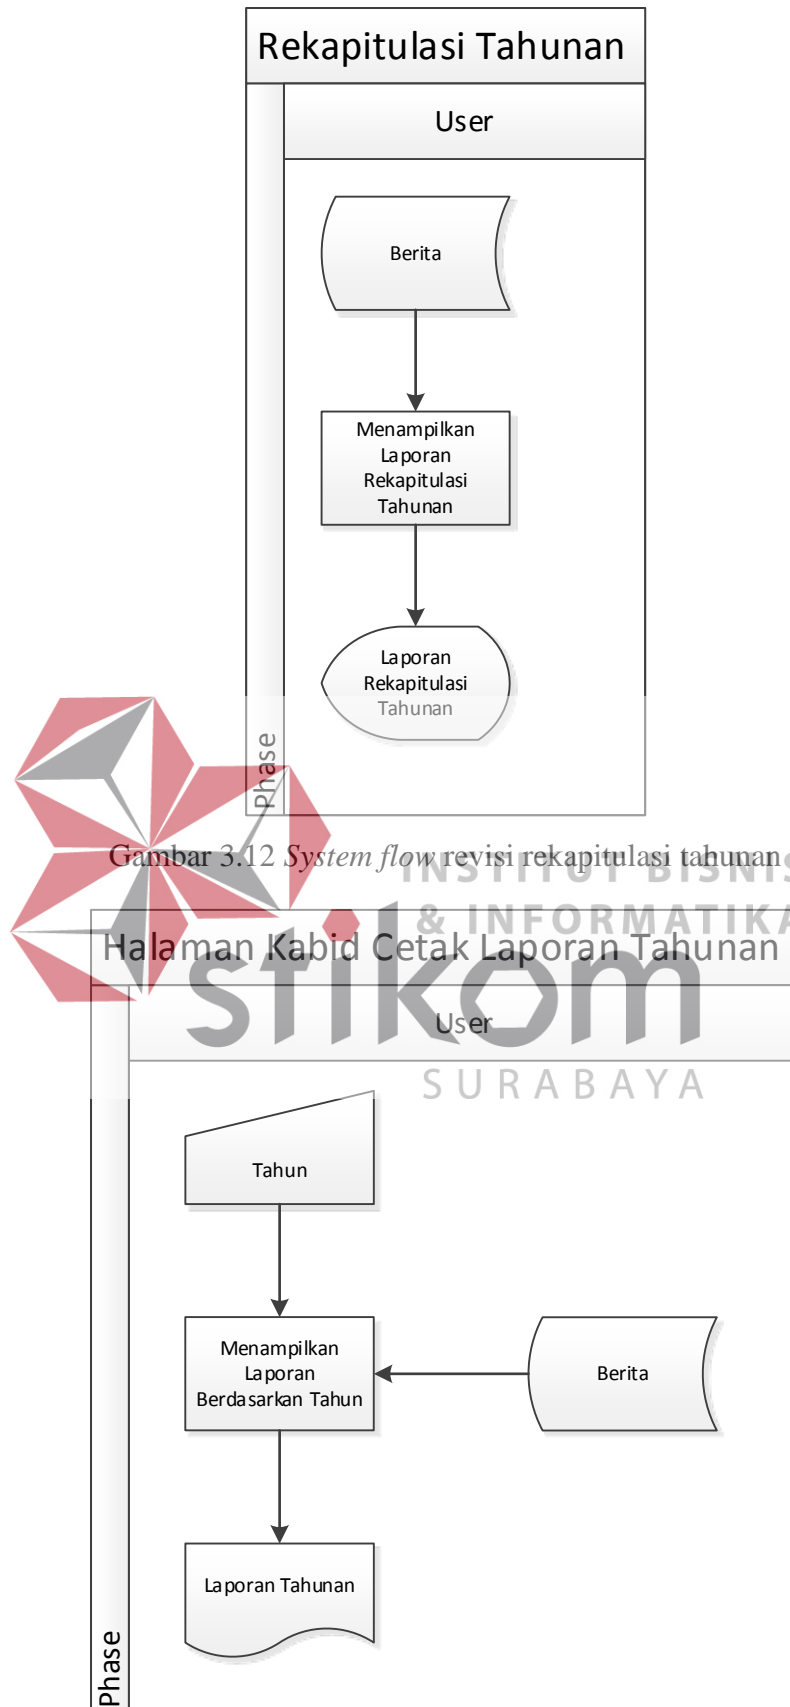 Rekapitulasi Tahunan
User
Berita
Menampilkan
Laporan
Rekapitulasi
Tahunan
Laporan
Rekapitulasi
Tahunan
Phase
Gambar 3.12 System flow revisi rekapitulasi tahunan
INSTITUT BISNIS
& INFORMATIKA
stikom
SURABAYA
Halaman Kabid Cetak Laporan Tahunan
User
Tahun
Menampilkan
Laporan
Berdasarkan Tahun
Berita
Laporan Tahunan
Phase